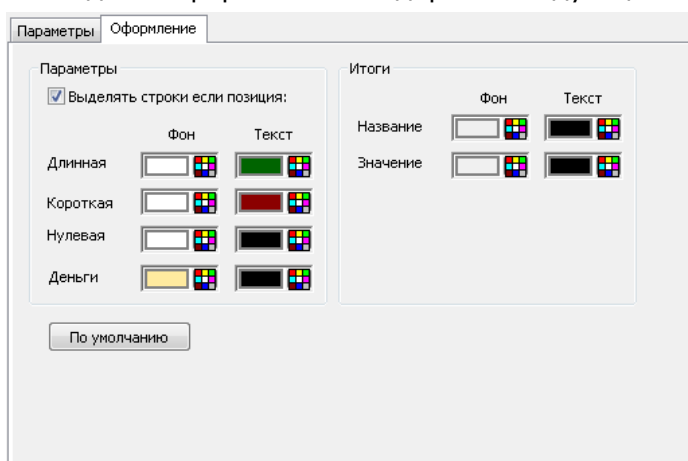 Параметры Оформление
Параметры
Выделять строки если позиция:
Фон Текст
Длинная
Короткая
Нулевая
Деньги
Итоги
Фон Текст
Название
Значение
По умолчанию